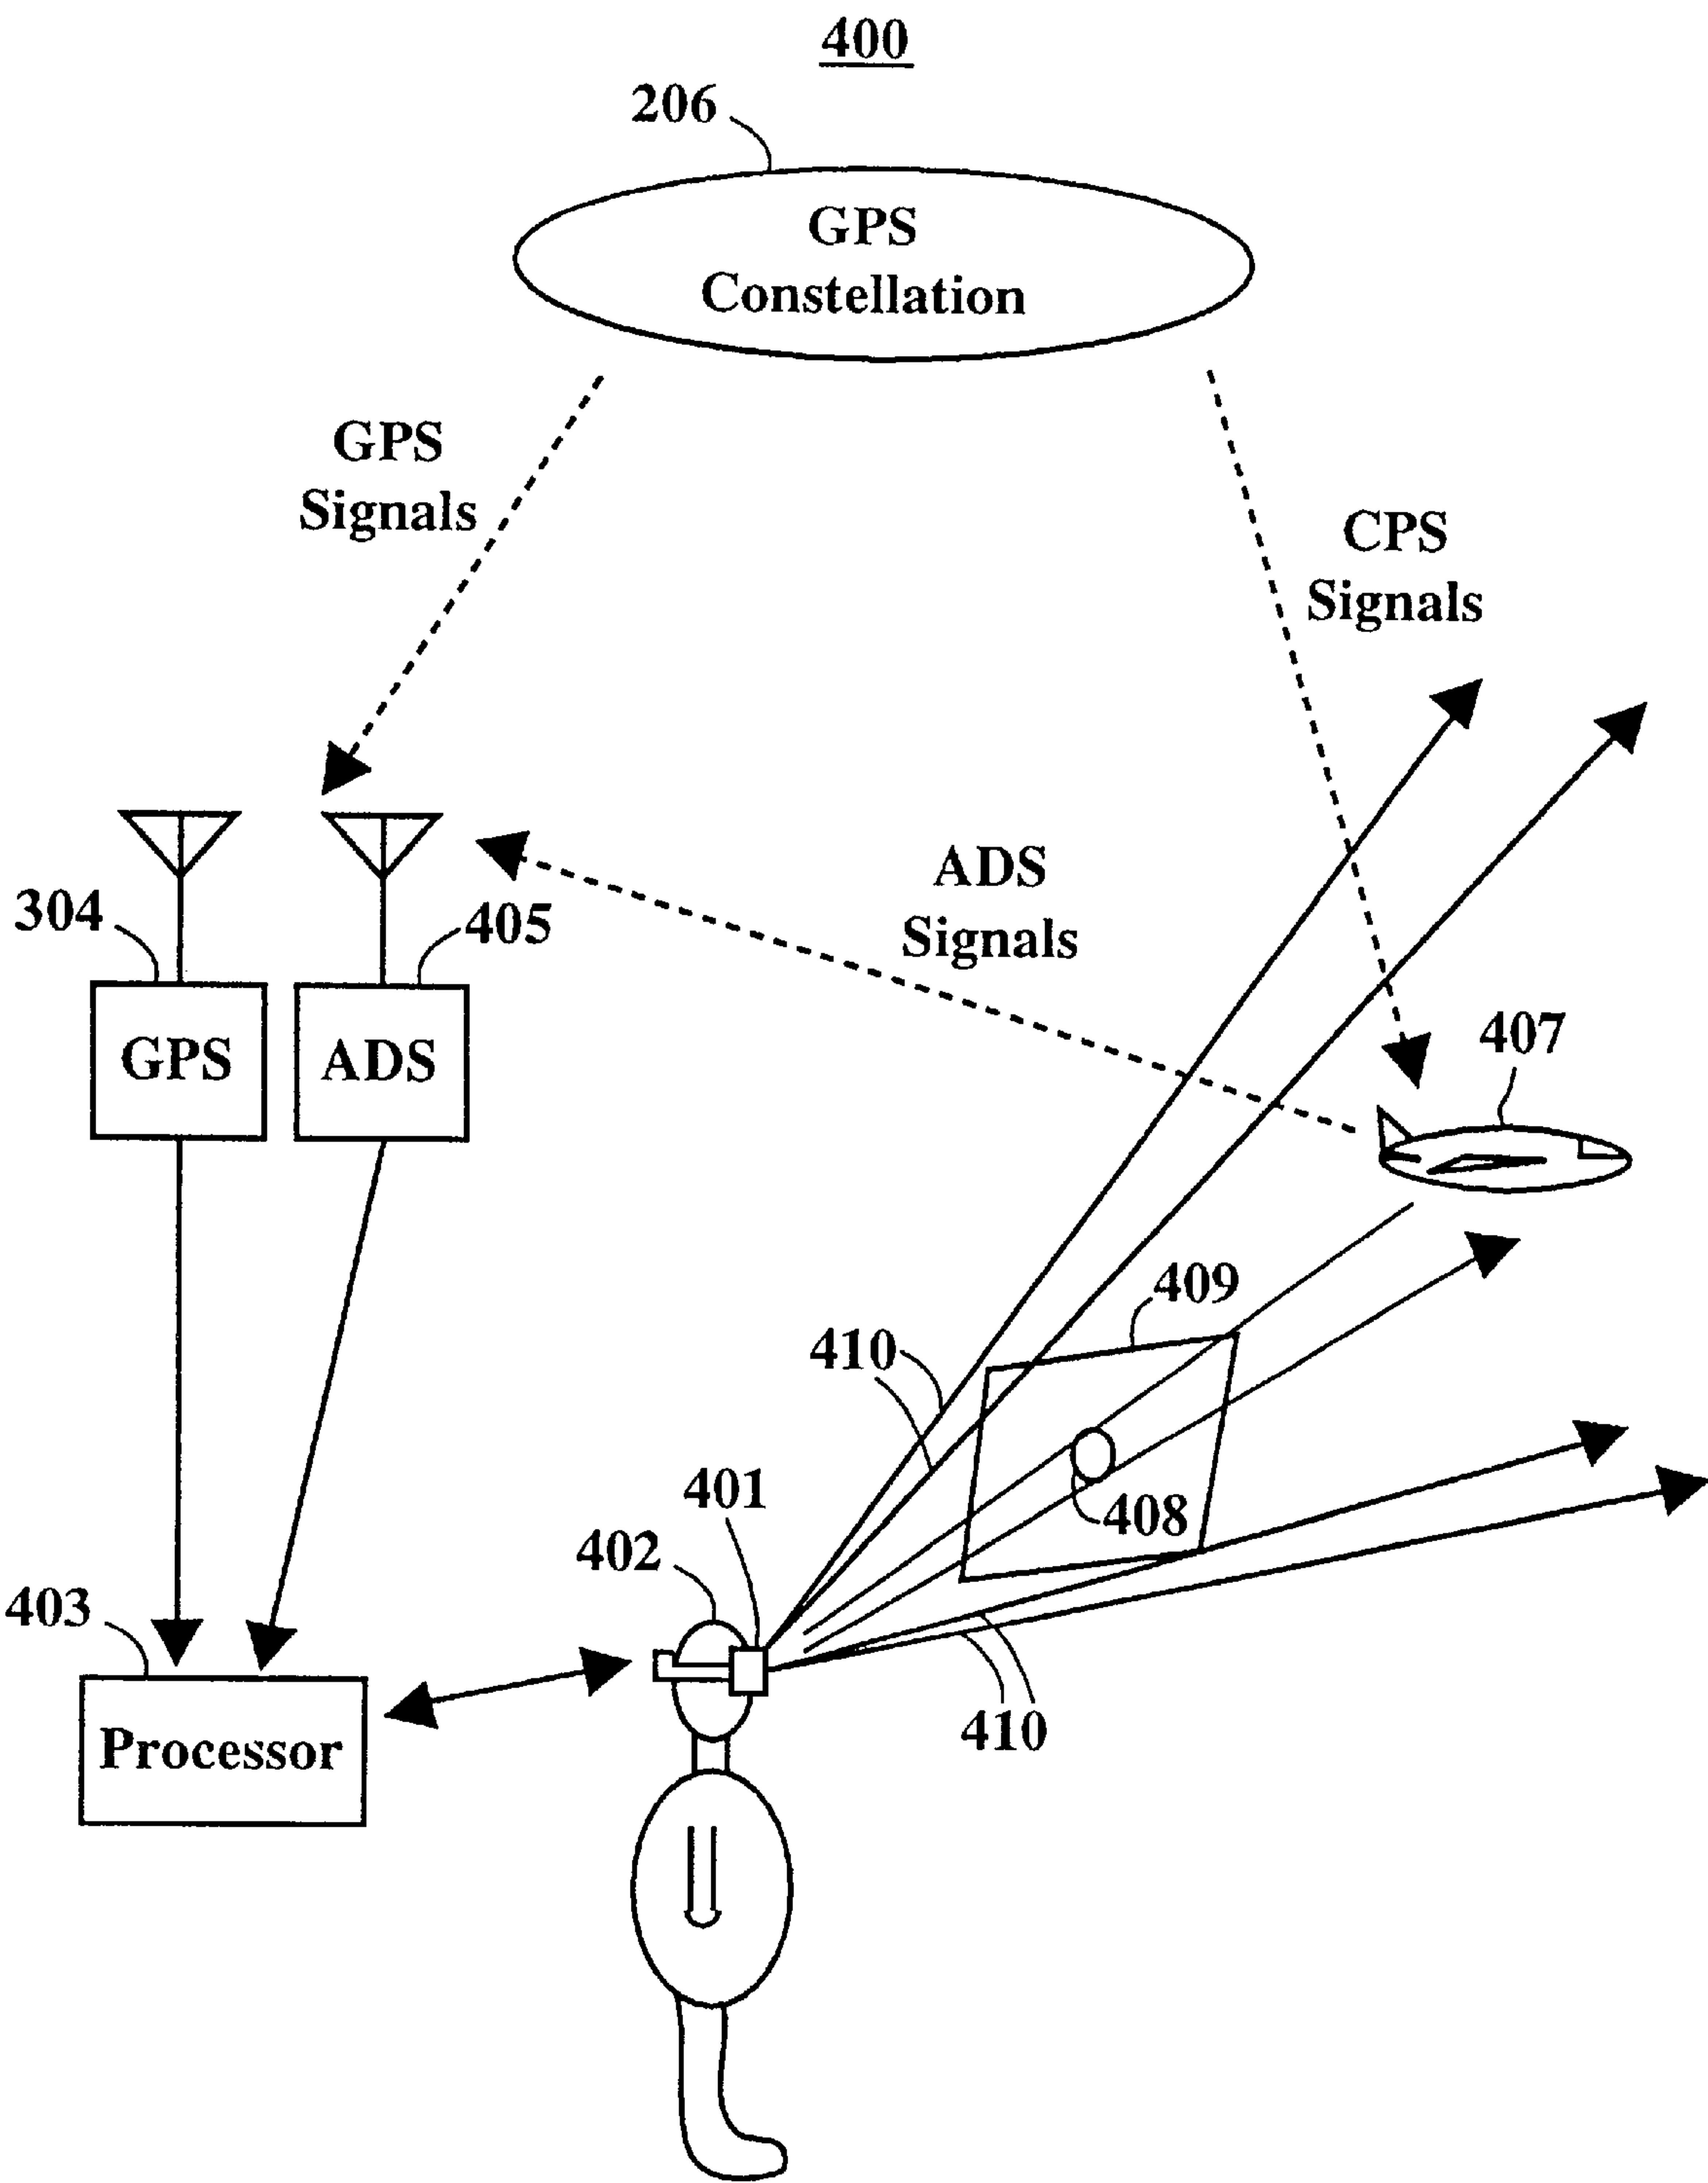 400
206
GPS
Constellation
GPS
Signals
CPS
Signals
ADS
Signals
304
405
GPS
ADS
407
409
410
408
401
402
403
410
Processor